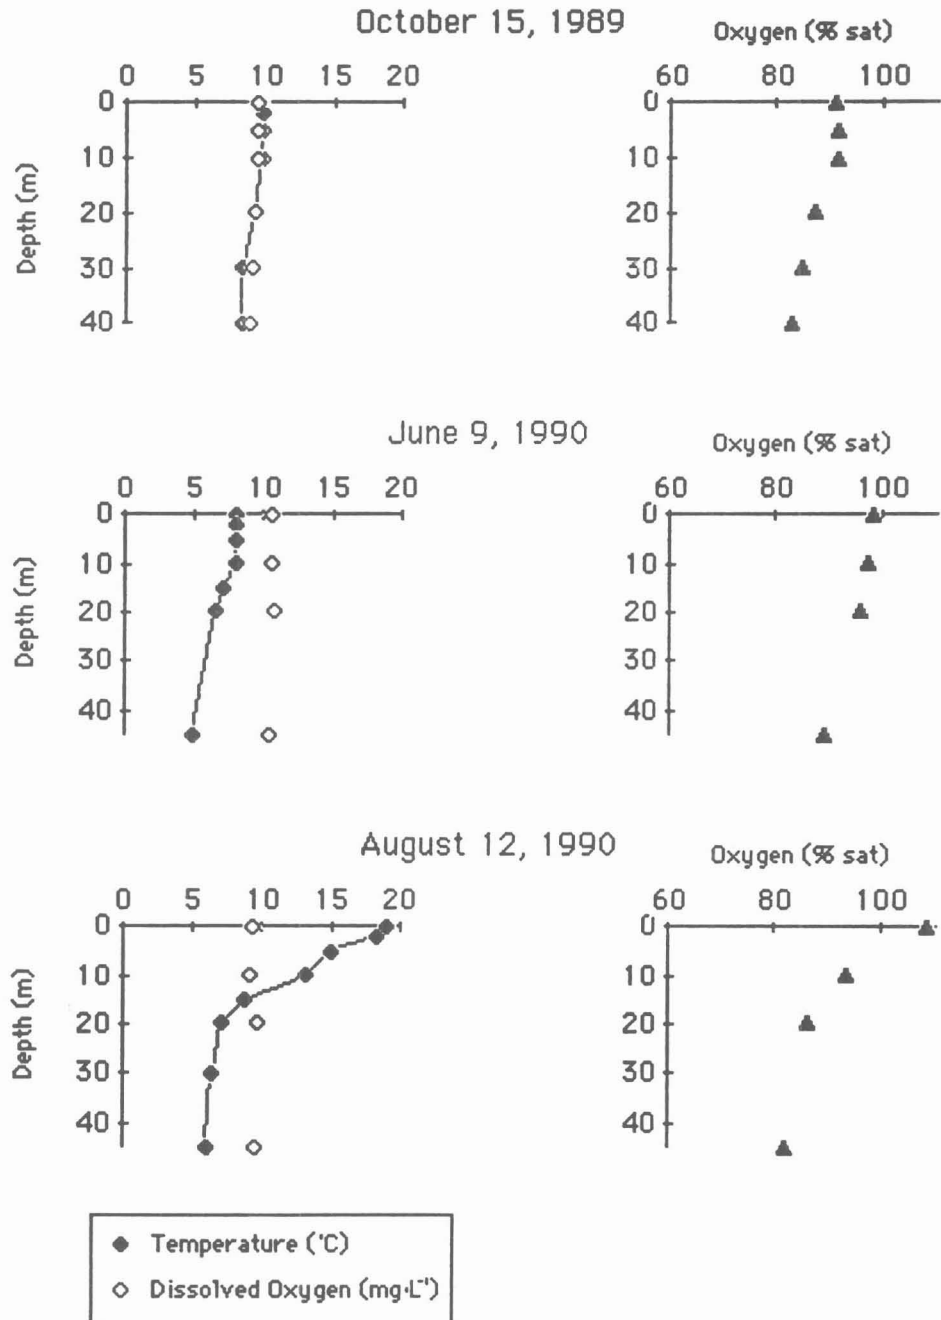 October 15, 1989
Oxygen (% sat)
0 5 10 15 20
60 80 100
Depth (m)
0
10
20
30
40
0
10
20
30
40
June 9, 1990
Oxygen (% sat)
0 5 10 15 20
60 80 100
Depth (m)
0
10
20
30
40
0
10
20
30
40
August 12, 1990
Oxygen (% sat)
0 5 10 15 20
60 80 100
Depth (m)
0
10
20
30
40
0
10
20
30
40
Temperature (°C)
Dissolved Oxygen (mg·L⁻¹)